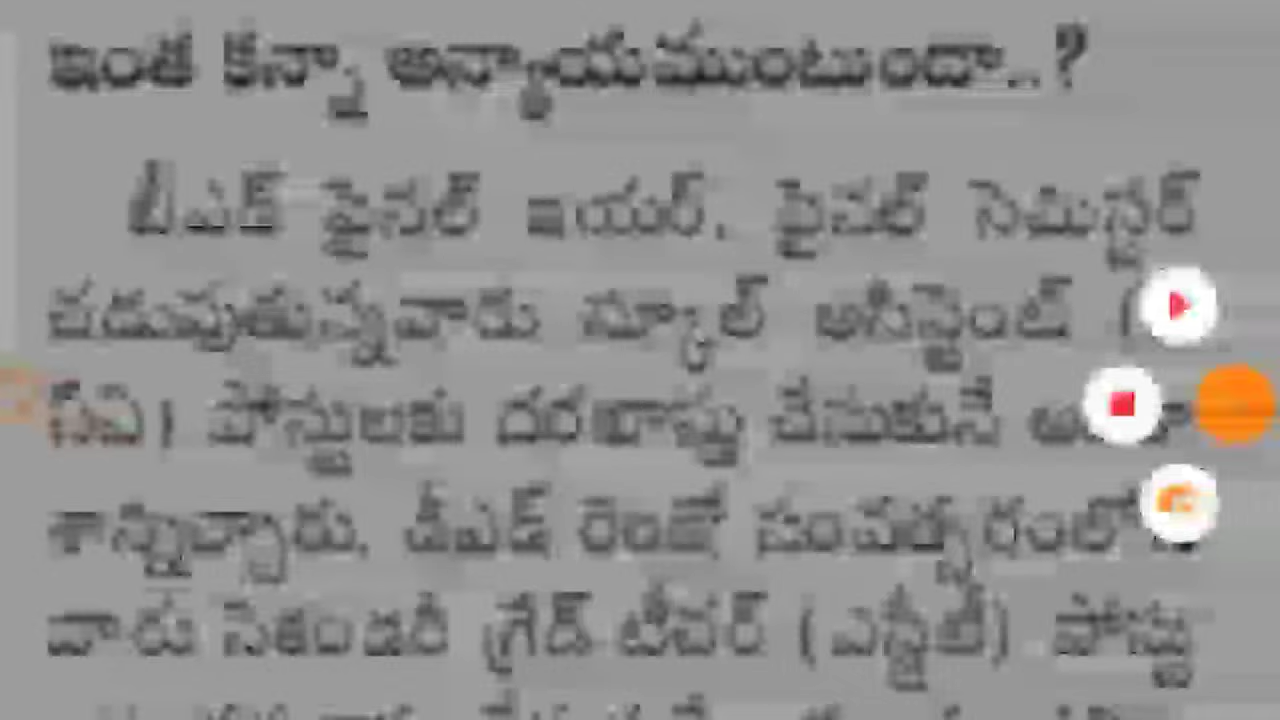 ఇంత కన్నా అన్యాయముంటుందా..?
బీఎడ్ ఫైనల్ ఇయర్, ఫైనల్ సెమిస్టర్
చదువుతున్నవారు స్కూల్ అసిస్టెంట్ (
పోస్టులకు దరఖాస్తు చేసుకునే
శాన్నిచ్చారు. డీఎడ్ రెండో సంవత్సరంలో
వారు సెకండరీ గ్రేడ్ టీచర్ (ఎస్జీటీ) పోస్టు